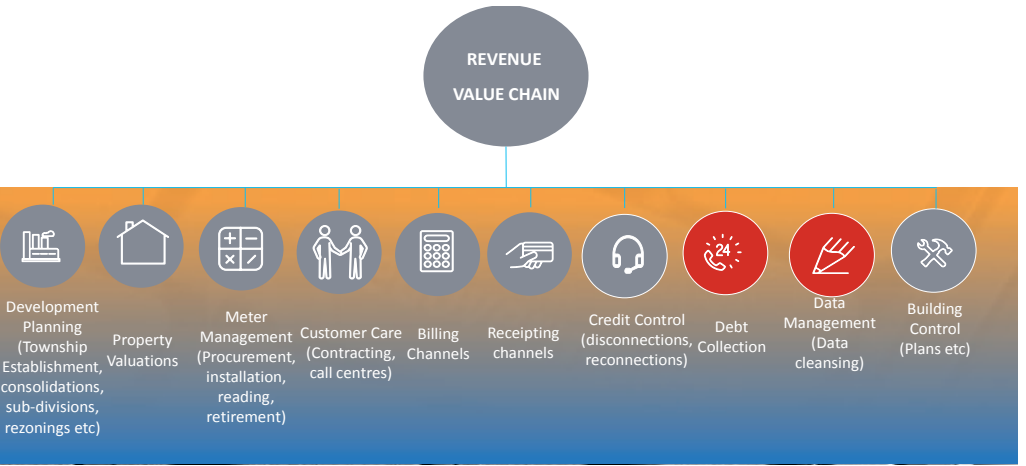 REVENUE
VALUE CHAIN
Development
Planning
(Township
Establishment,
consolidations,
sub-divisions,
rezonings etc)
Property
Valuations
Meter
Management
(Procurement,
installation,
reading,
retirement)
Customer Care
(Contracting,
call centres)
Billing
Channels
Receipting
channels
Credit Control
(disconnections,
reconnections)
24
Debt
Collection
Data
Management
(Data
cleansing)
Building
Control
(Plans etc)